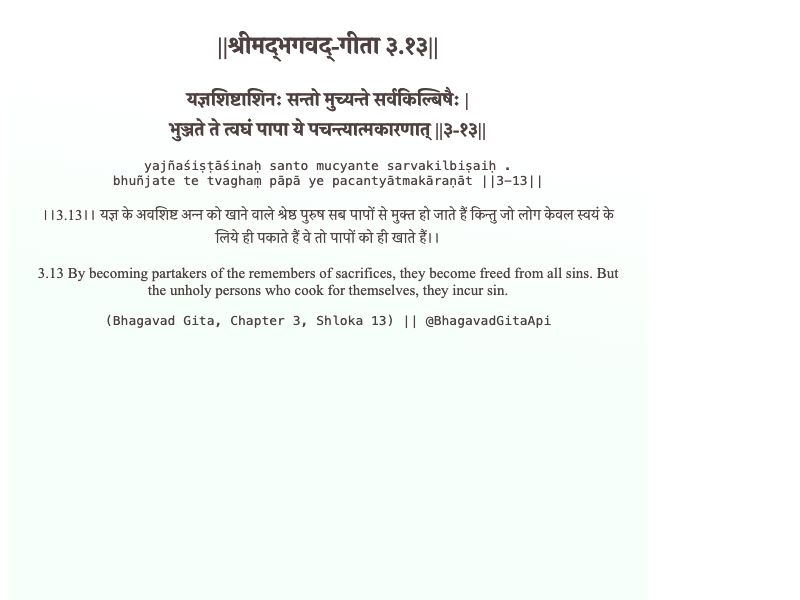 ||श्रीमद्‍भगवद्‍-गीता ३.१३||
यज्ञशिष्टाशिनः सन्तो मुच्यन्ते सर्वकिल्बिषैः |
भुञ्जते ते त्वघं पापा ये पचन्त्यात्मकारणात् ||३-१३||
yajñaśiṣṭāśinaḥ santo mucyante sarvakilbiṣaiḥ .
bhuñjate te tvaghaṃ pāpā ye pacantyātmakāraṇāt ||3-13||
।।3.13।। यज्ञ के अवशिष्ट अन्न को खाने वाले श्रेष्ठ पुरुष सब पापों से मुक्त हो जाते हैं किन्तु जो लोग केवल स्वयं के
लिये ही पकाते हैं वे तो पापों को ही खाते हैं।।
3.13 By becoming partakers of the remembers of sacrifices, they become freed from all sins. But
the unholy persons who cook for themselves, they incur sin.
(Bhagavad Gita, Chapter 3, Shloka 13) || @BhagavadGitaApi